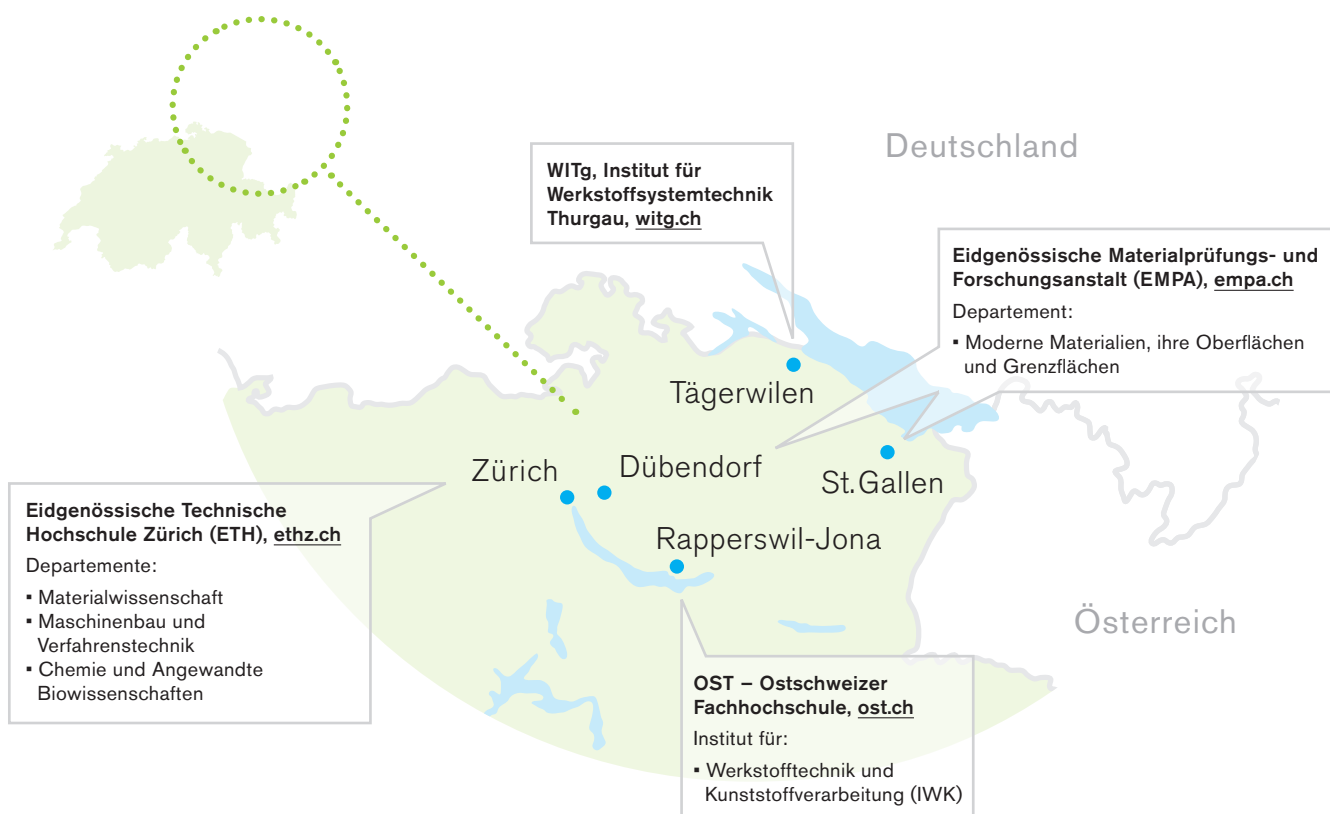 Deutschland
WITg, Institut für
Werkstoffsystemtechnik
Thurgau, witg.ch
Eidgenössische Materialprüfungs- und
Forschungsanstalt (EMPA), empa.ch
Departement:
▪ Moderne Materialien, ihre Oberflächen
und Grenzflächen
Tägerwilen
Zürich
Dübendorf
St.Gallen
Rapperswil-Jona
Eidgenössische Technische
Hochschule Zürich (ETH), ethz.ch
Departemente:
▪ Materialwissenschaft
▪ Maschinenbau und
Verfahrenstechnik
▪ Chemie und Angewandte
Biowissenschaften
Österreich
OST – Ostschweizer
Fachhochschule, ost.ch
Institut für:
▪ Werkstofftechnik und
Kunststoffverarbeitung (IWK)